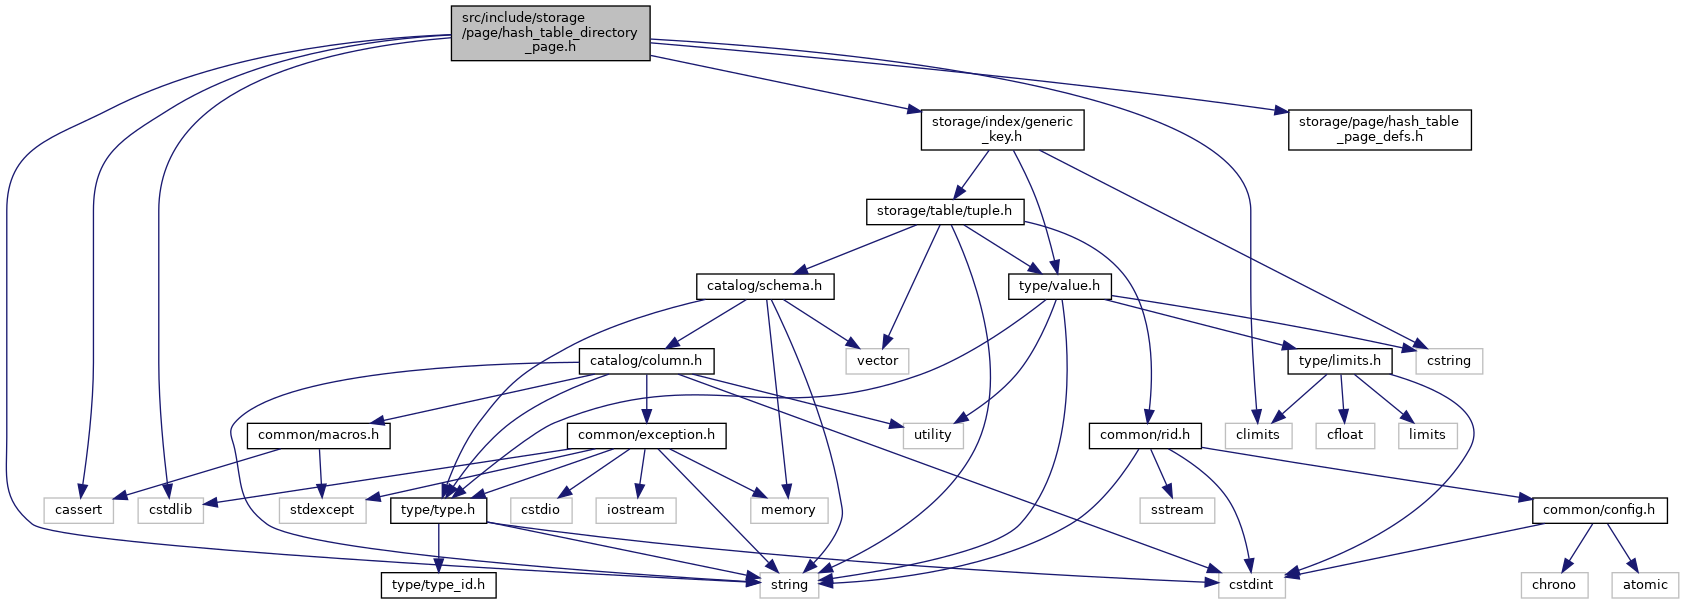 src/include/storage
/page/hash_table_directory
_page.h
storage/index/generic
_key.h
storage/page/hash_table
_page_defs.h
storage/table/tuple.h
catalog/schema.h
type/value.h
catalog/column.h
vector
type/limits.h
cstring
common/macros.h
common/exception.h
utility
common/rid.h
climits
cfloat
limits
cassert
cstdlib
stdexcept
type/type.h
cstdio
iostream
memory
sstream
common/config.h
type/type_id.h
string
cstdint
chrono
atomic